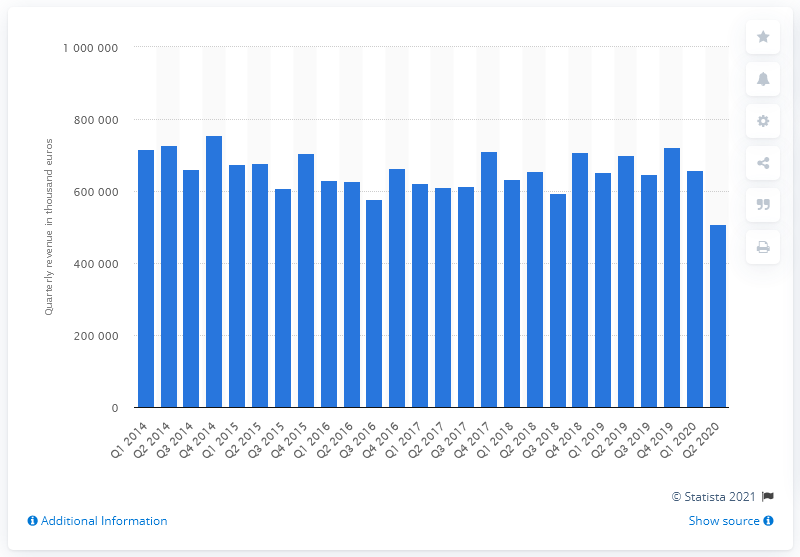 1 000 000
800 000
600 000
400 000
200 000
0
Quarterly revenue in thousand euros
Q1 2014
Q2 2014
Q3 2014
Q4 2014
Q1 2015
Q2 2015
Q3 2015
Q4 2015
Q1 2016
Q2 2016
Q3 2016
Q4 2016
Q1 2017
Q2 2017
Q3 2017
Q4 2017
Q1 2018
Q2 2018
Q3 2018
Q4 2018
Q1 2019
Q2 2019
Q3 2019
Q4 2019
Q1 2020
Q2 2020
© Statista 2021
Additional Information
Show source